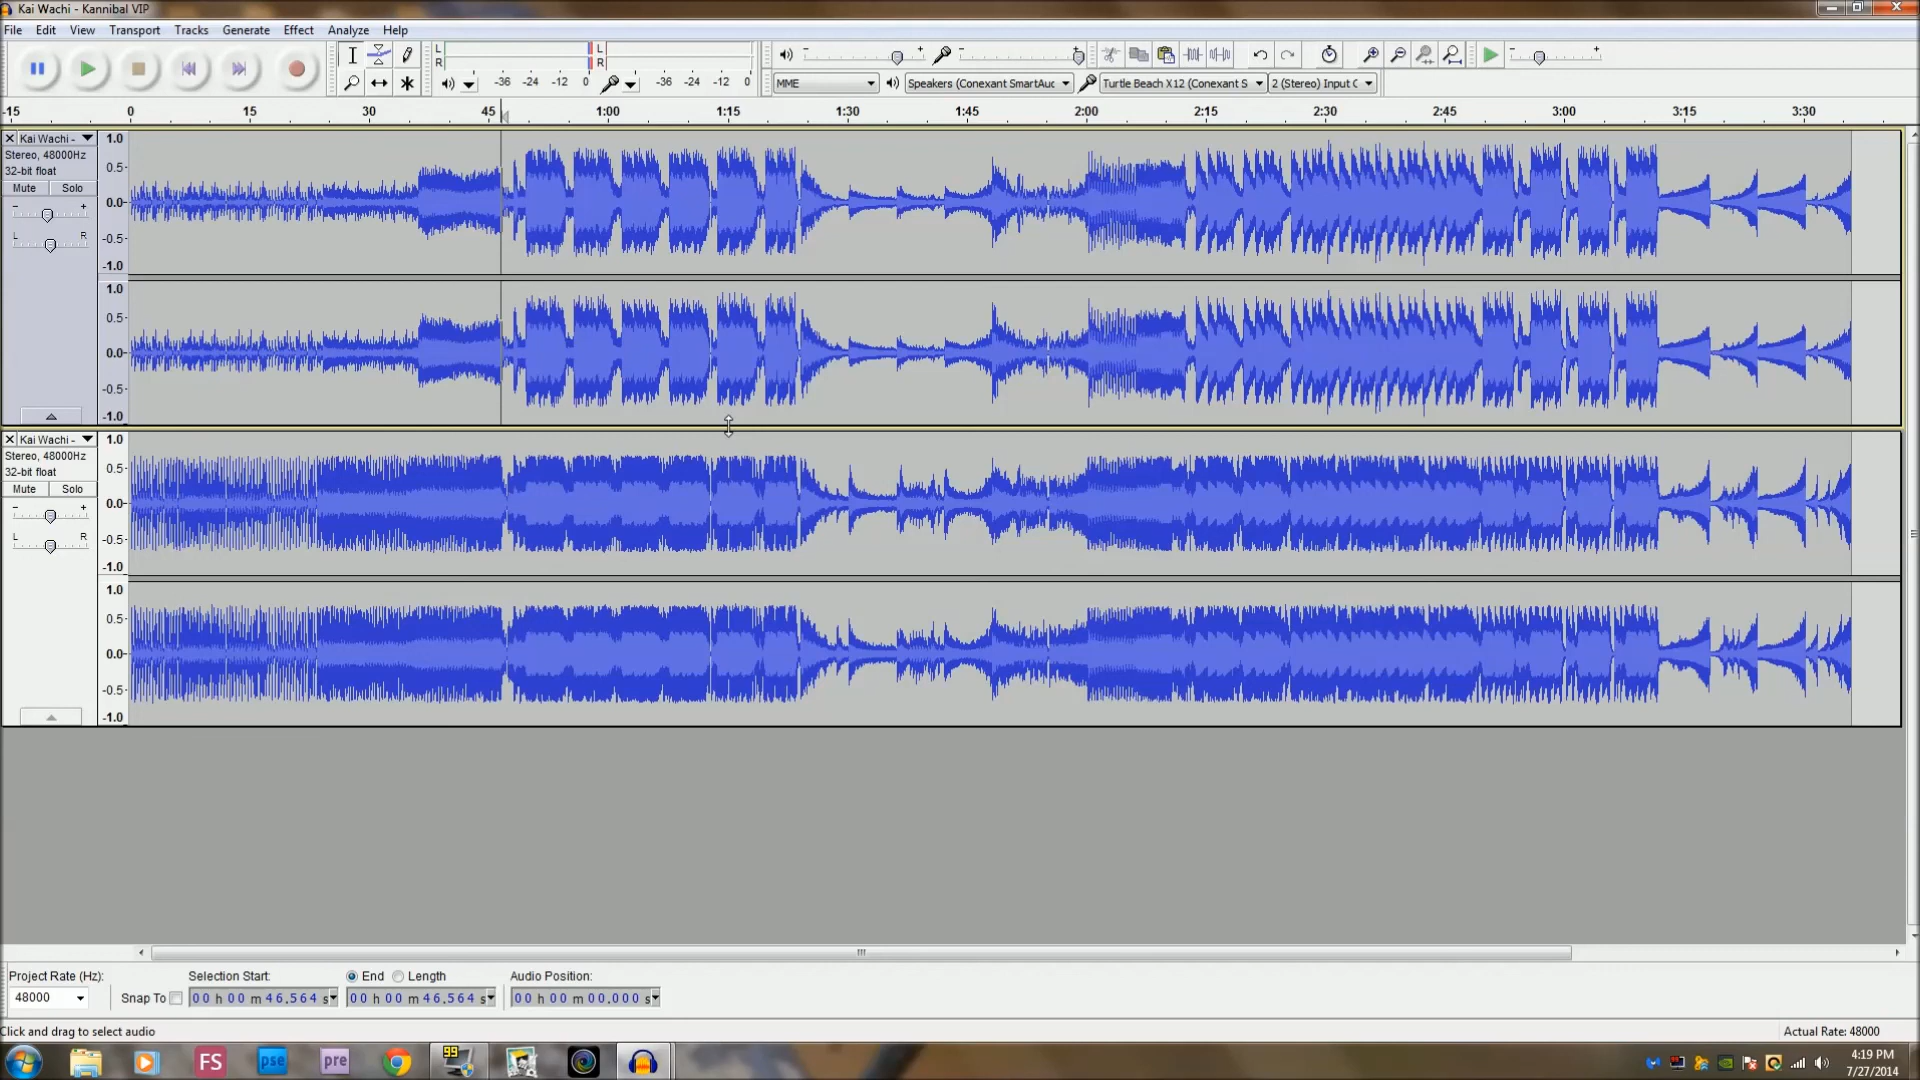 Kai Wachi - Kannibal VIP
File Edit View Transport Tracks Generate Effect Analyze Help
L L
R R
-36 -24 -12 0 -36 -24 -12 0
MME Speakers (Conexant SmartAuc Turtle Beach X12 (Conexant S 2 (Stereo) Input C
-15 0 15 30 45 1:00 1:15 1:30 1:45 2:00 2:15 2:30 2:45 3:00 3:15 3:30
Kai Wachi - 1.0
Stereo, 48000Hz
32-bit float 0.5
Mute Solo
- + 0.0
L R -0.5
-1.0
1.0
0.5
0.0
-0.5
-1.0
Kai Wachi - 1.0
Stereo, 48000Hz
32-bit float 0.5
Mute Solo
- + 0.0
L R -0.5
-1.0
1.0
0.5
0.0
-0.5
-1.0
Project Rate (Hz): Selection Start: End Length Audio Position:
48000 Snap To 00 h 00 m 46.564 s 00 h 00 m 46.564 s 00 h 00 m 00.000 s
Click and drag to select audio Actual Rate: 48000
FS pse pre 99 4:19 PM
7/27/2014